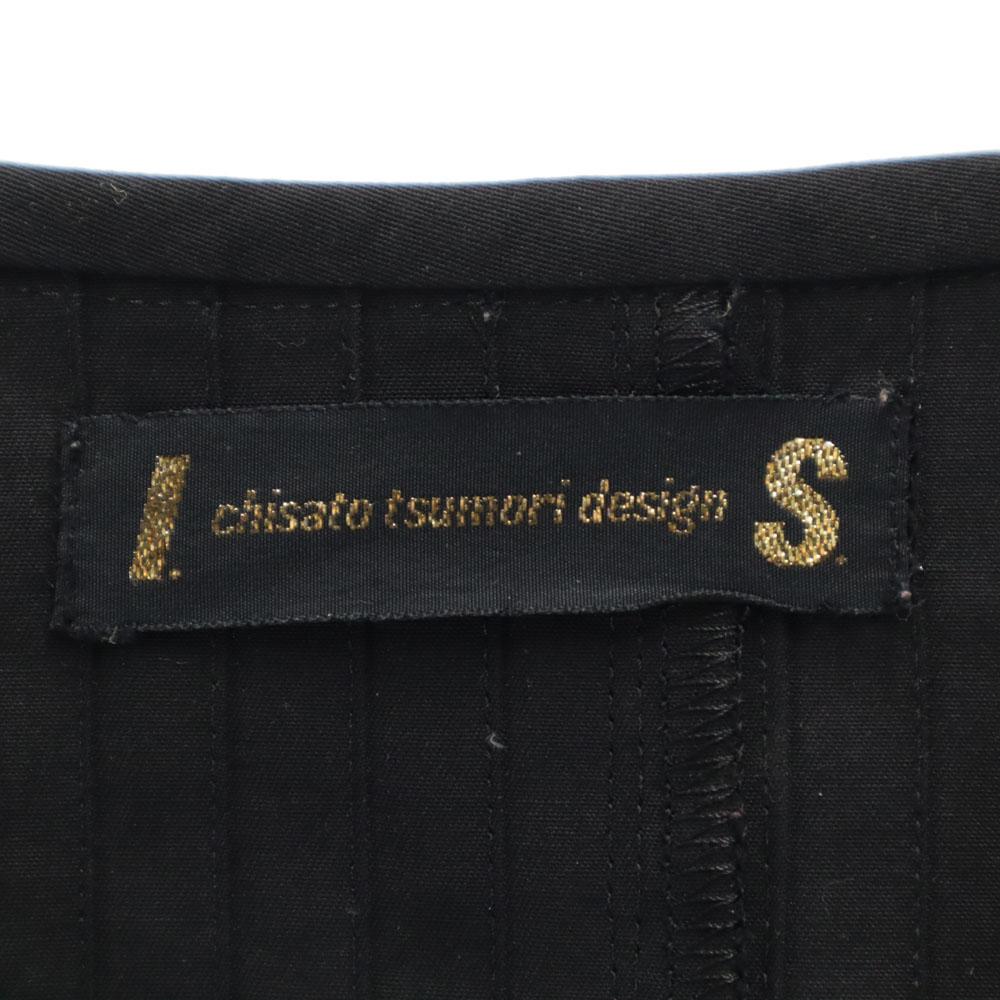 I. chisato tsumori design S.